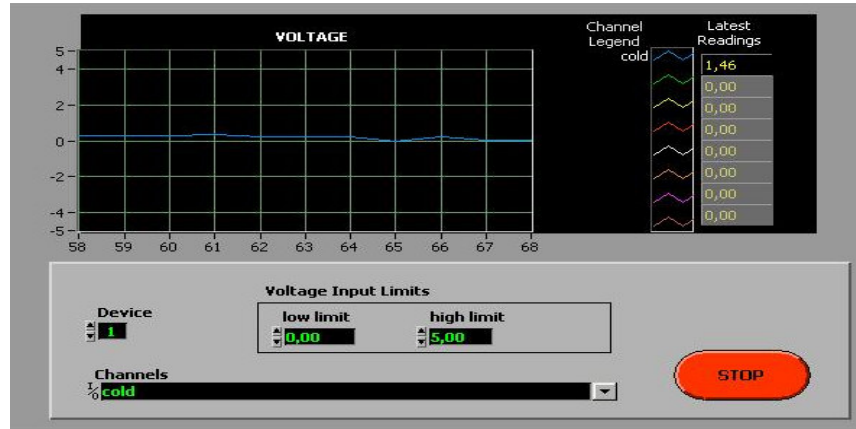 VOLTAGE
Channel Legend
Latest Readings
cold
5
4
2
0
-2
-4
-5
58 59 60 61 62 63 64 65 66 67 68
1,46
0,00
0,00
0,00
0,00
0,00
0,00
0,00
Voltage Input Limits
Device
1
low limit
0,00
high limit
5,00
Channels
I/O cold
STOP